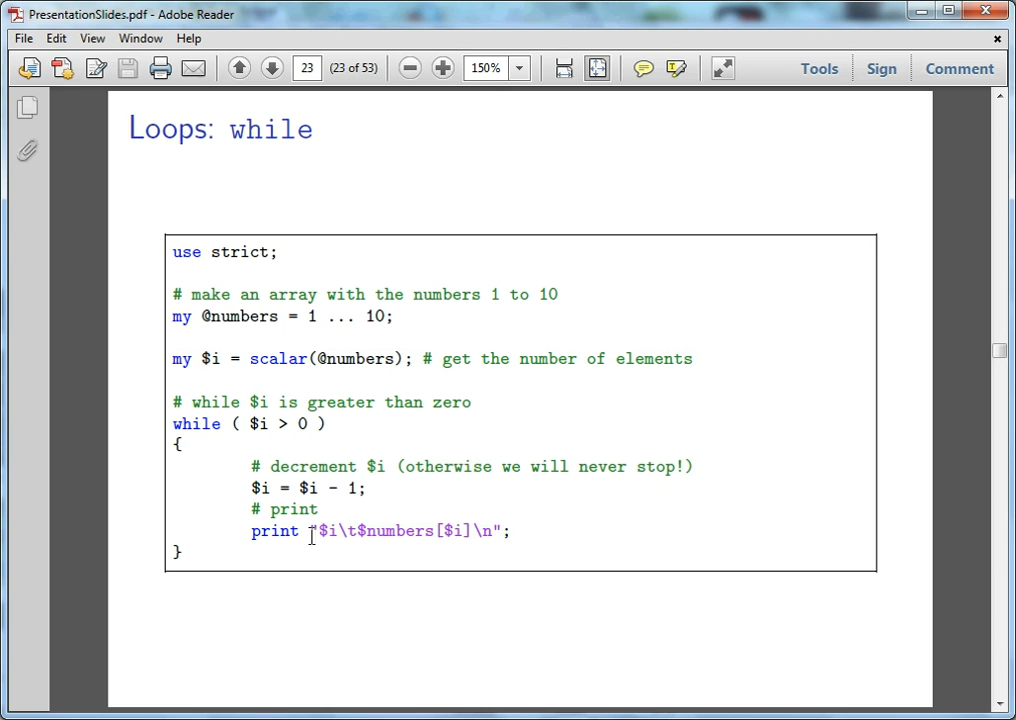 PresentationSlides.pdf - Adobe Reader
File Edit View Window Help
23 (23 of 53) 150% Tools Sign Comment
Loops: while
use strict;
# make an array with the numbers 1 to 10
my @numbers = 1 ... 10;
my $i = scalar(@numbers); # get the number of elements
# while $i is greater than zero
while ( $i > 0 )
{
# decrement $i (otherwise we will never stop!)
$i = $i - 1;
# print
print "$i\t$numbers[$i]\n";
}